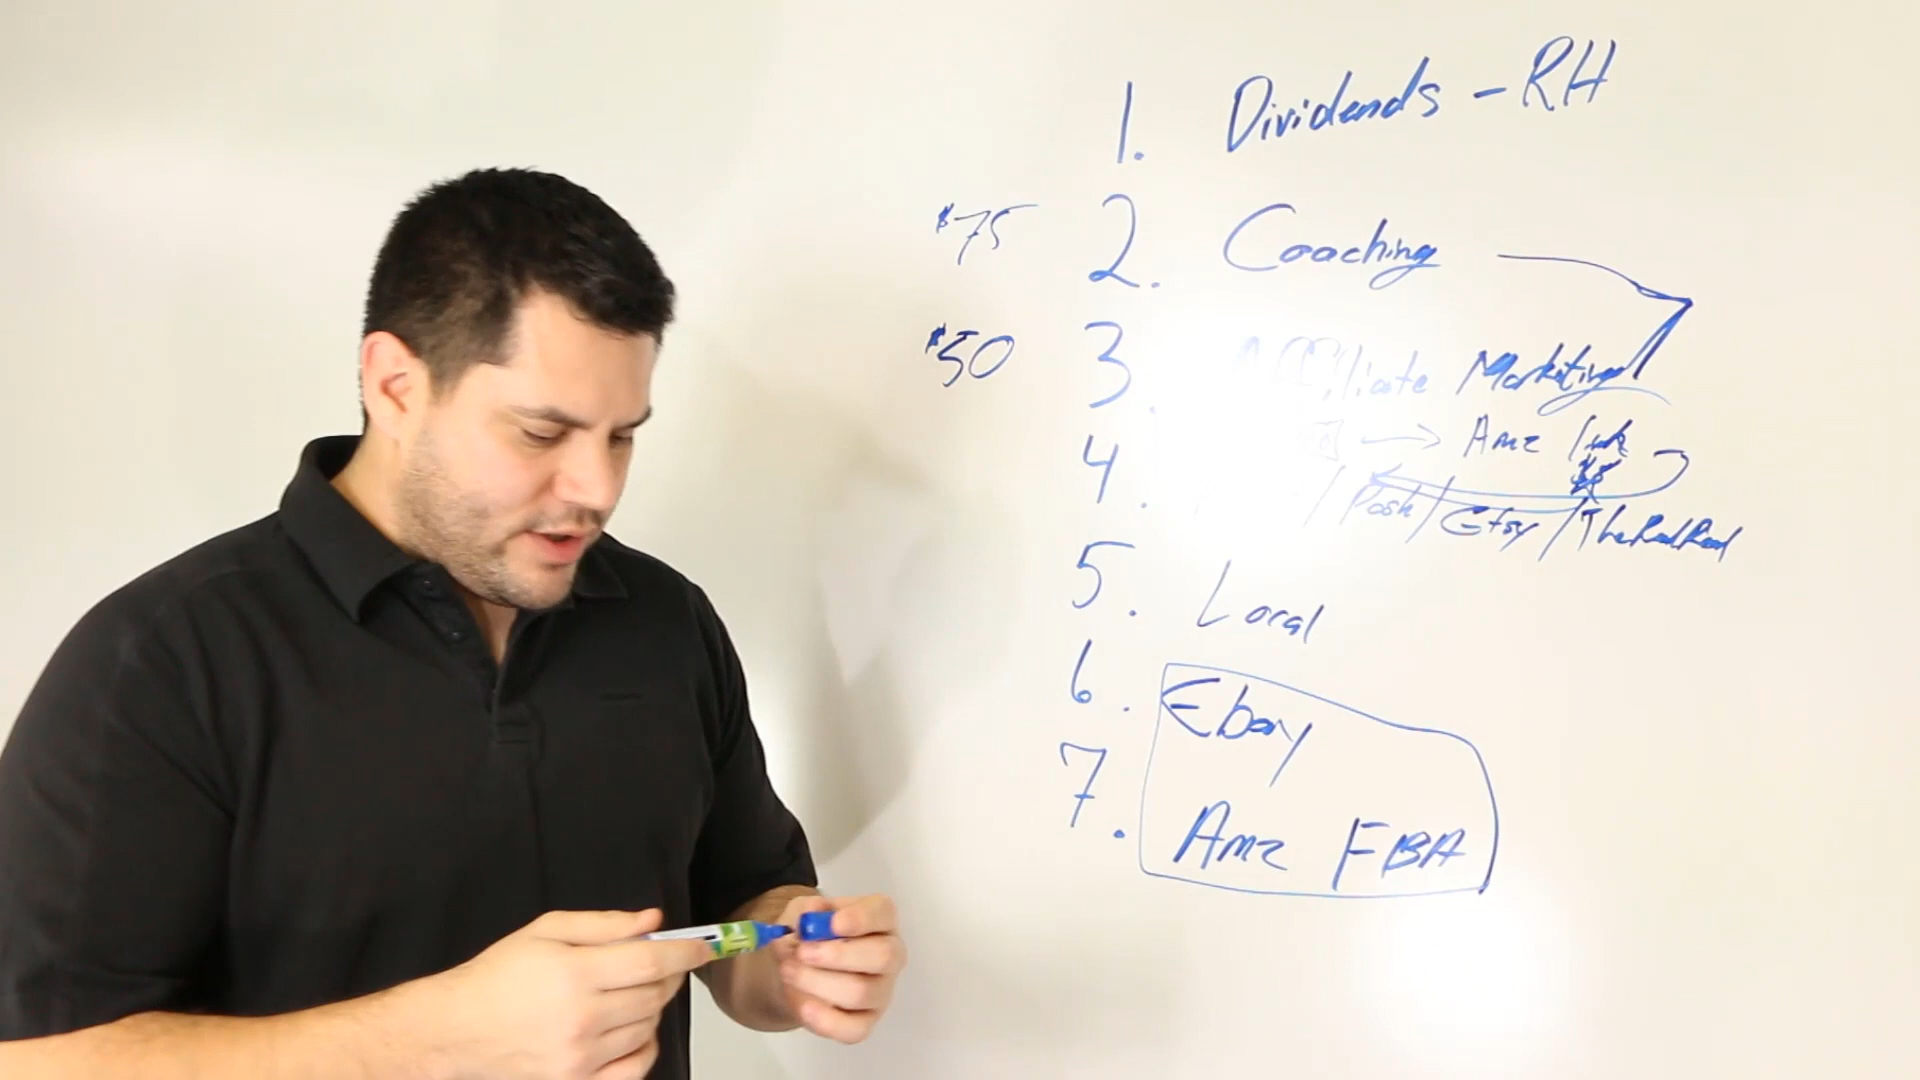 1. Dividends - RH
$75 2. Coaching
$50 3. Affiliate Marketing
→ Amz link
4. / Posh / Etsy / TheRealReal
5. Local
6. Ebay
7. Amz FBA